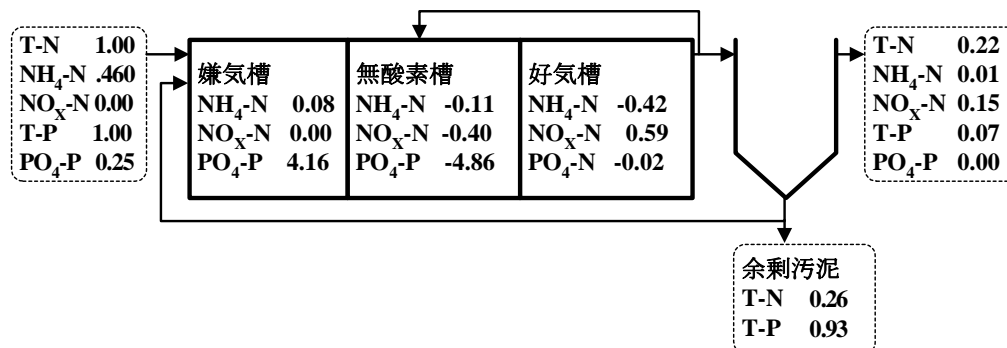 T-N 1.00
NH4-N .460
NOX-N 0.00
T-P 1.00
PO4-P 0.25
嫌気槽
NH4-N 0.08
NOX-N 0.00
PO4-P 4.16
無酸素槽
NH4-N -0.11
NOX-N -0.40
PO4-P -4.86
好気槽
NH4-N -0.42
NOX-N 0.59
PO4-N -0.02
T-N 0.22
NH4-N 0.01
NOX-N 0.15
T-P 0.07
PO4-P 0.00
余剰汚泥
T-N 0.26
T-P 0.93